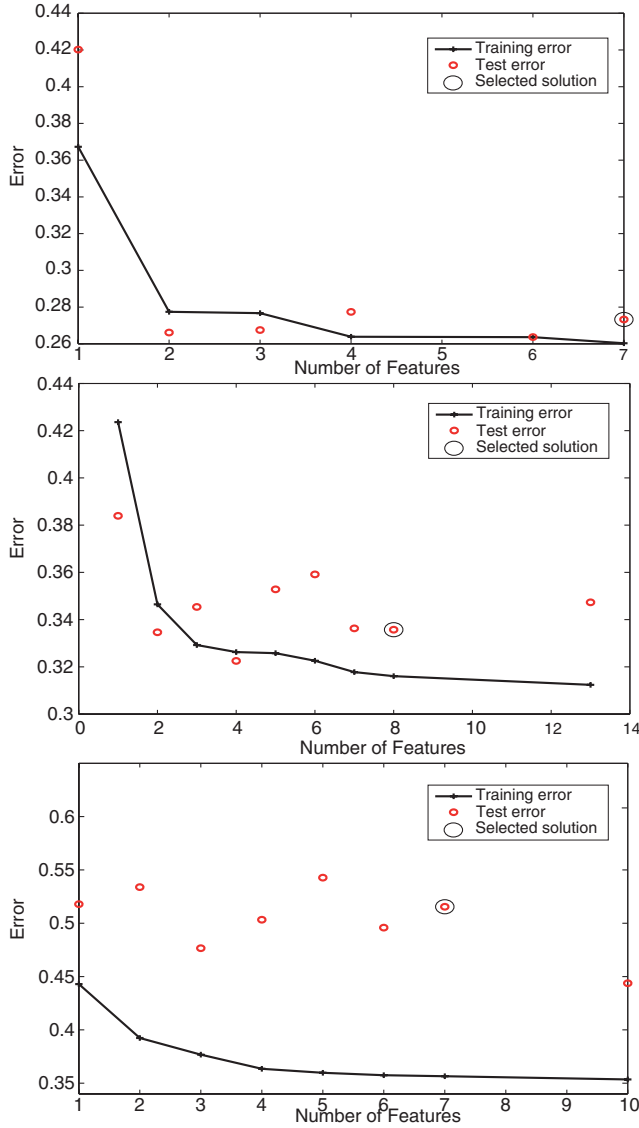 0.44
0.42
0.4
0.38
0.36
0.34
0.32
0.3
0.28
0.26
Error
Training error
Test error
Selected solution
1 2 3 4 5 6 7
Number of Features
0.44
0.42
0.4
0.38
0.36
0.34
0.32
0.3
Error
Training error
Test error
Selected solution
0 2 4 6 8 10 12 14
Number of Features
0.6
0.55
0.5
0.45
0.4
0.35
Error
Training error
Test error
Selected solution
1 2 3 4 5 6 7 8 9 10
Number of Features